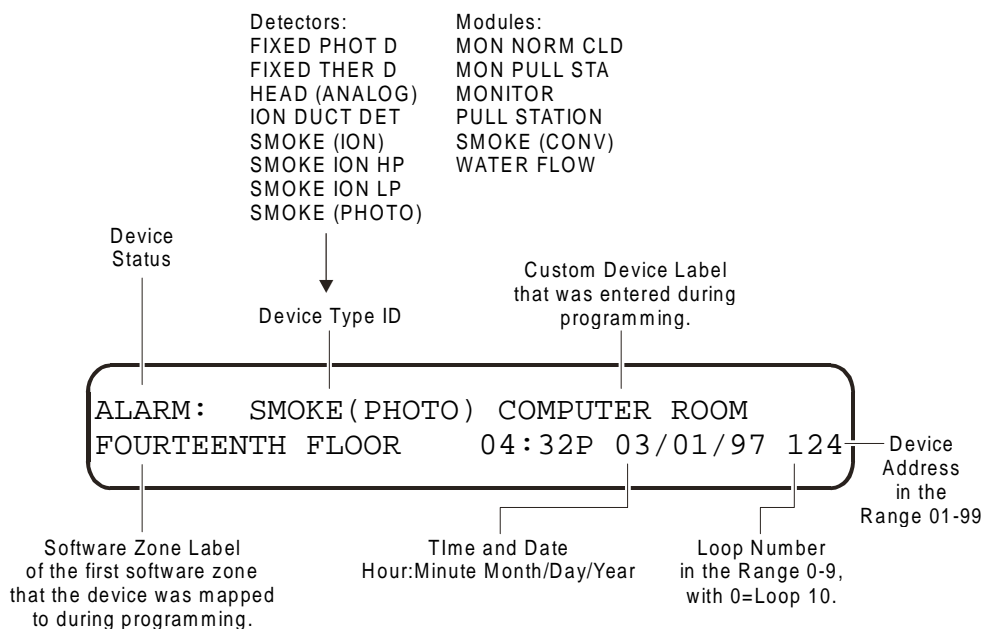 Detectors:
FIXED PHOT D
FIXED THER D
HEAD (ANALOG)
ION DUCT DET
SMOKE (ION)
SMOKE ION HP
SMOKE ION LP
SMOKE (PHOTO)
Modules:
MON NORM CLD
MON PULL STA
MONITOR
PULL STATION
SMOKE (CONV)
WATER FLOW
Device
Status
Device Type ID
Custom Device Label
that was entered during
programming.
ALARM: SMOKE(PHOTO) COMPUTER ROOM
FOURTEENTH FLOOR 04:32P 03/01/97 124
Device
Address
in the
Range 01-99
Software Zone Label
of the first software zone
that the device was mapped
to during programming.
TIme and Date
Hour:Minute Month/Day/Year
Loop Number
in the Range 0-9,
with 0=Loop 10.